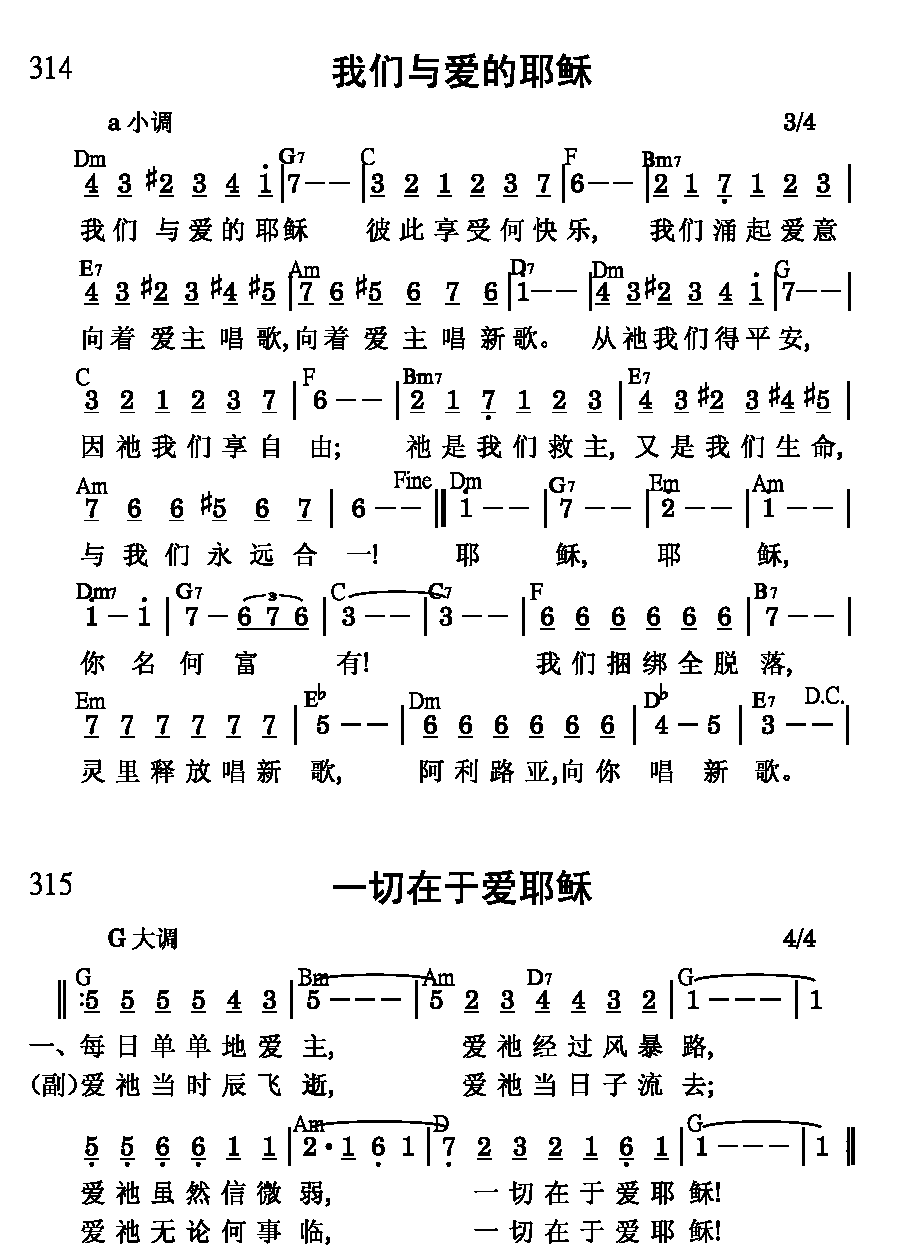 314 我们与爱的耶稣
a 小调 3/4
Dm G7 C F Bm7
4 3 #2 3 4 i | 7 - - | 3 2 1 2 3 7 | 6 - - | 2 1 7 1 2 3 |
我们 与爱的耶稣 彼此享受何快乐, 我们涌起爱意
E7 Am D7 Dm G
4 3 #2 3 #4 #5 | 7 6 #5 6 7 6 | i - - | 4 3 #2 3 4 i | 7 - - |
向着 爱主 唱歌,向着 爱 主 唱 新歌。 从祂我们得平安,
C F Bm7 E7
3 2 1 2 3 7 | 6 - - | 2 1 7 1 2 3 | 4 3 #2 3 #4 #5 |
因祂我们享自 由; 祂是我们救主, 又是我们生命,
Am Fine Dm G7 Em Am
7 6 6 #5 6 7 | 6 - - || i - - | 7 - - | 2 - - | i - - |
与我们 永远合 一! 耶 稣, 耶 稣,
Dm7 G7 C C7 F B7
i - i | 7 - 6 7 6 | 3 - - | 3 - - | 6 6 6 6 6 6 | 7 - - |
你 名 何 富 有! 我们捆绑全脱 落,
Em E♭ Dm D♭ E7 D.C.
7 7 7 7 7 7 | 5 - - | 6 6 6 6 6 6 | 4 - 5 | 3 - - |
灵里释放唱新 歌, 阿利路亚,向你 唱 新 歌。
315 一切在于爱耶稣
G 大调 4/4
G Bm Am D7 G
‖: 5 5 5 5 4 3 | 5 - - - | 5 2 3 4 4 3 2 | 1 - - - | 1
一、每日单单地爱 主, 爱祂经过风暴 路,
(副)爱祂当时辰飞 逝, 爱祂当日子流 去;
Am D G
5 5 6 6 1 1 | 2 · 1 6 1 | 7 2 3 2 1 6 1 | 1 - - - | 1 ‖
爱祂虽然信微 弱, 一切在于爱耶 稣!
爱祂无论何事 临, 一切在于爱耶 稣!